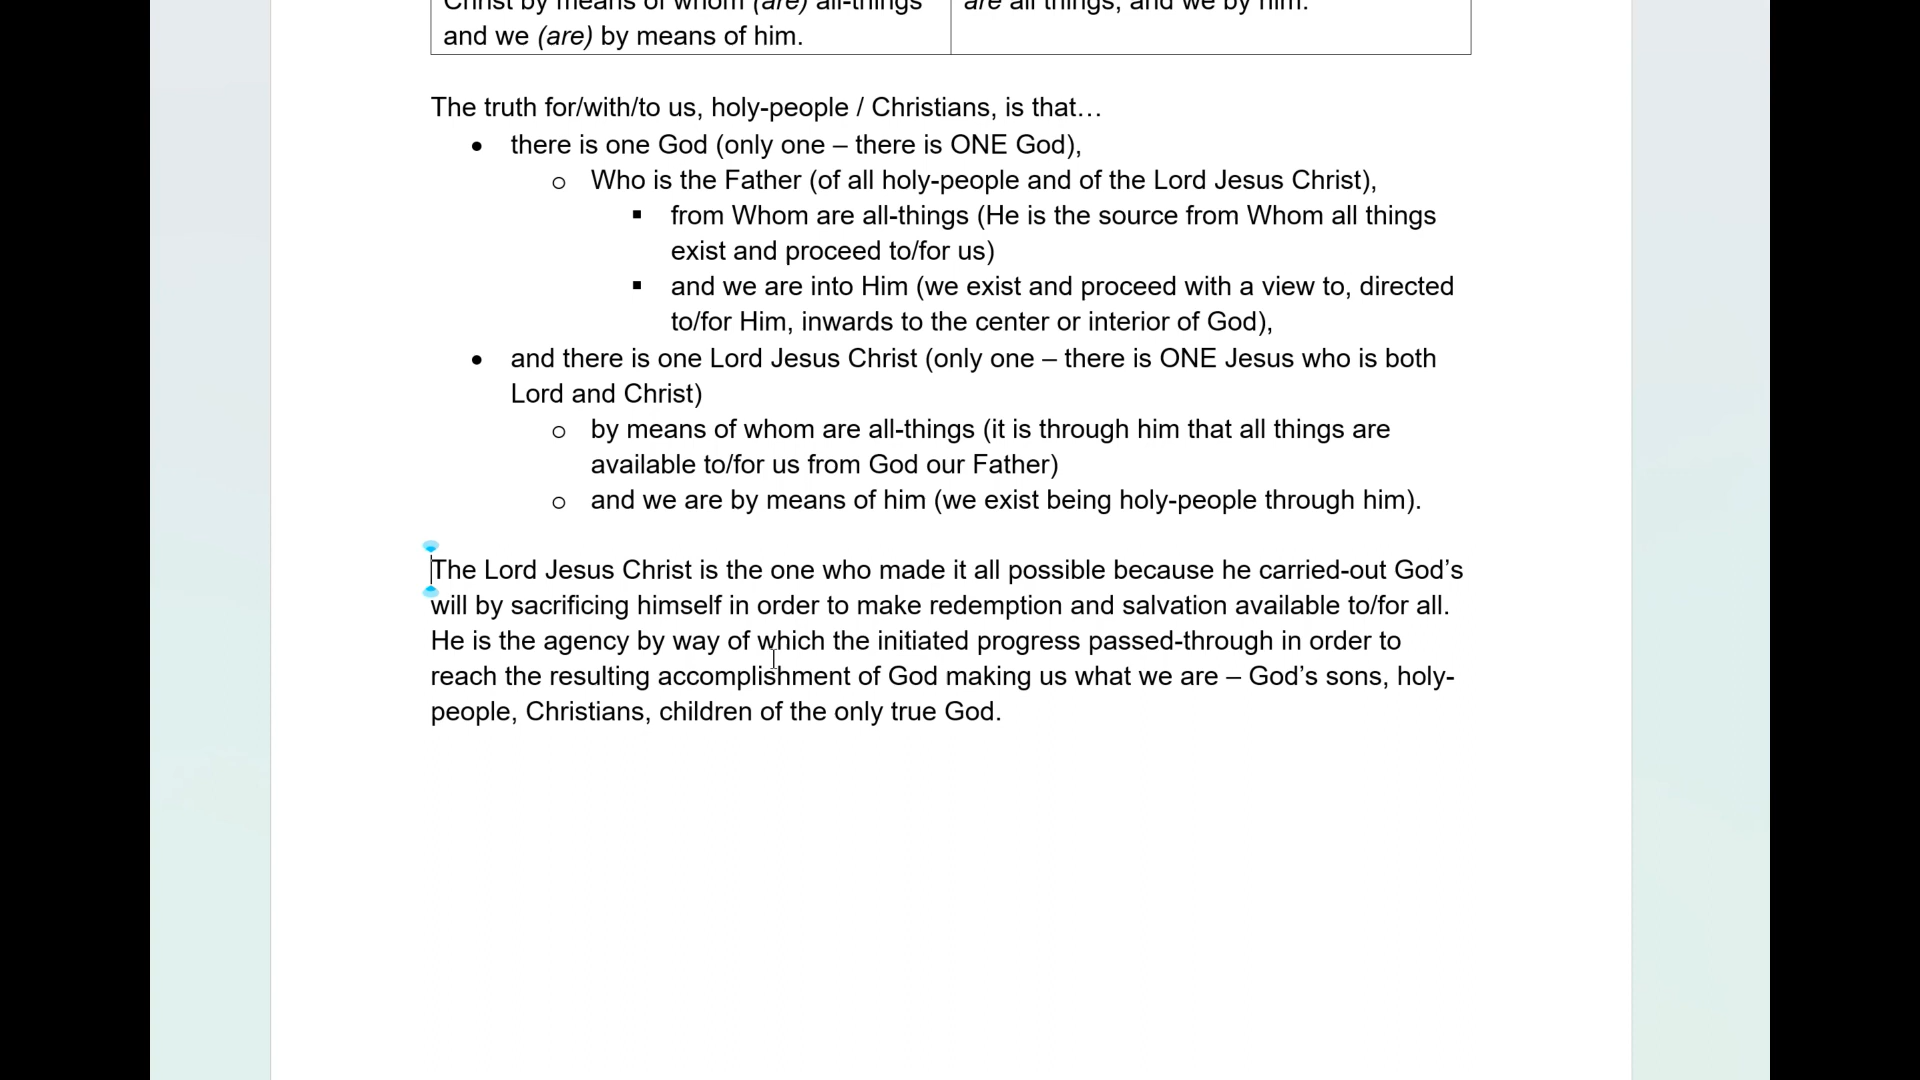 Christ by means of whom (are) all-things
and we (are) by means of him.
are all things, and we by him.
The truth for/with/to us, holy-people / Christians, is that…
• there is one God (only one – there is ONE God),
o Who is the Father (of all holy-people and of the Lord Jesus Christ),
▪ from Whom are all-things (He is the source from Whom all things
exist and proceed to/for us)
▪ and we are into Him (we exist and proceed with a view to, directed
to/for Him, inwards to the center or interior of God),
• and there is one Lord Jesus Christ (only one – there is ONE Jesus who is both
Lord and Christ)
o by means of whom are all-things (it is through him that all things are
available to/for us from God our Father)
o and we are by means of him (we exist being holy-people through him).
The Lord Jesus Christ is the one who made it all possible because he carried-out God’s
will by sacrificing himself in order to make redemption and salvation available to/for all.
He is the agency by way of which the initiated progress passed-through in order to
reach the resulting accomplishment of God making us what we are – God’s sons, holy-
people, Christians, children of the only true God.